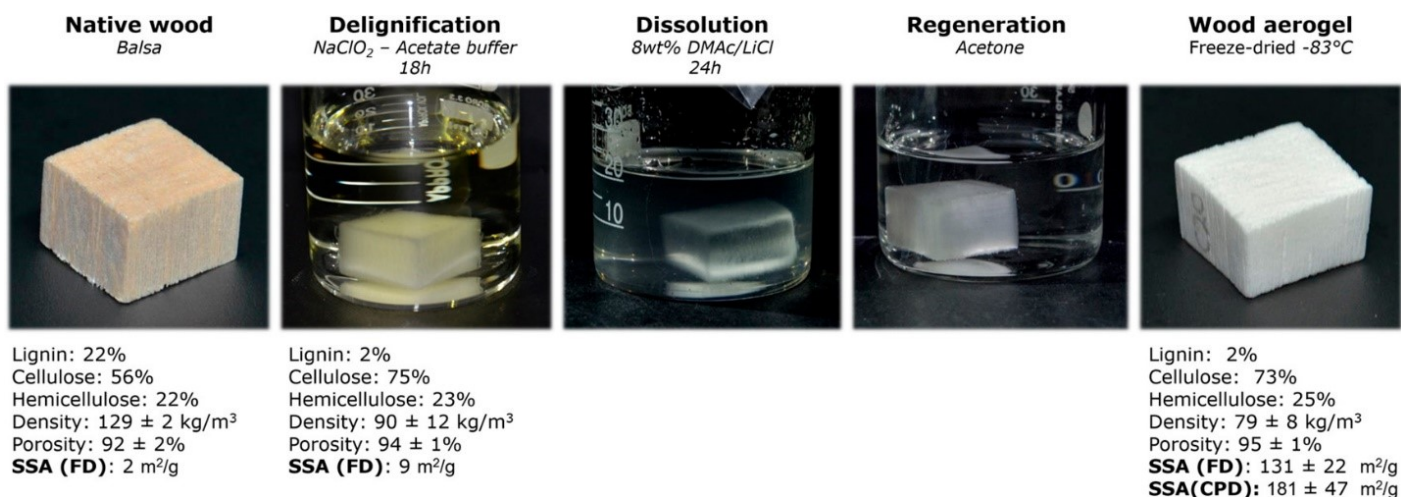 Native wood
Balsa
Delignification
NaClO₂ – Acetate buffer
18h
Dissolution
8wt% DMAc/LiCl
24h
Regeneration
Acetone
Wood aerogel
Freeze-dried -83°C
30
20
10
30
Lignin: 22%
Cellulose: 56%
Hemicellulose: 22%
Density: 129 ± 2 kg/m³
Porosity: 92 ± 2%
SSA (FD): 2 m²/g
Lignin: 2%
Cellulose: 75%
Hemicellulose: 23%
Density: 90 ± 12 kg/m³
Porosity: 94 ± 1%
SSA (FD): 9 m²/g
Lignin: 2%
Cellulose: 73%
Hemicellulose: 25%
Density: 79 ± 8 kg/m³
Porosity: 95 ± 1%
SSA (FD): 131 ± 22 m²/g
SSA(CPD): 181 ± 47 m²/g